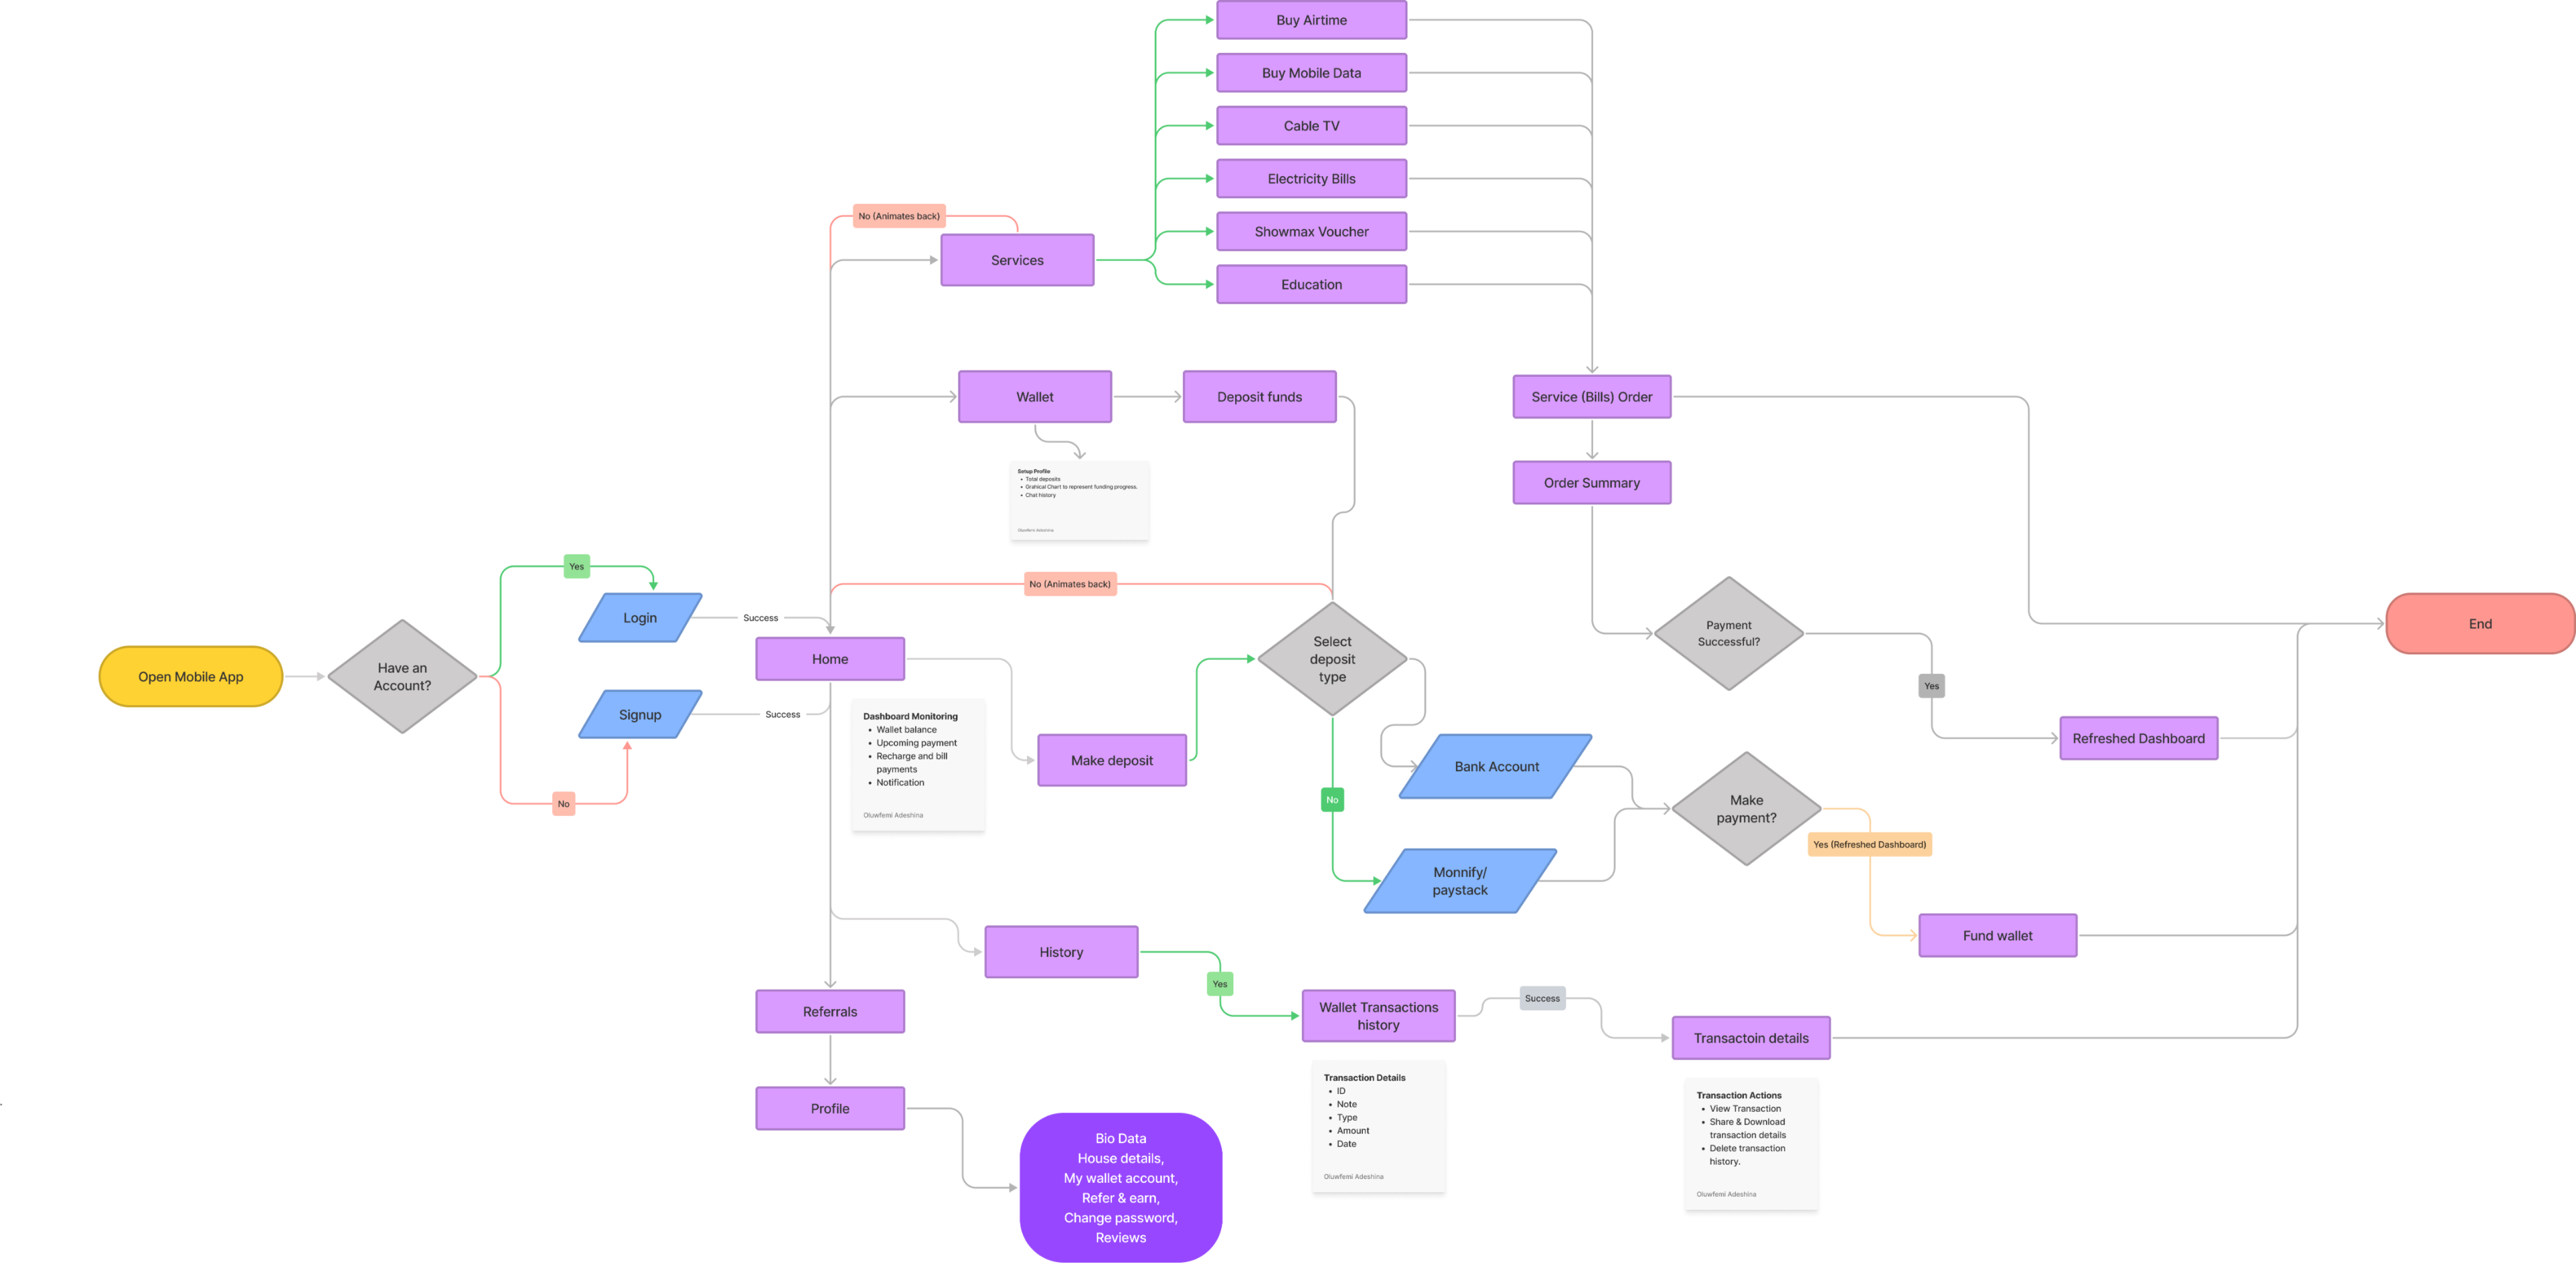 Buy Airtime
Buy Mobile Data
Cable TV
Electricity Bills
Showmax Voucher
Education
No (Animates back)
Services
Wallet
Deposit funds
Service (Bills) Order
Setup Profile
• Total deposits
• Grahical Chart to represent funding progress.
• Chat history
Oluwfemi Adeshina
Order Summary
No (Animates back)
Yes
Login
Success
Open Mobile App
Have an
Account?
Signup
Success
No
Home
Dashboard Monitoring
• Wallet balance
• Upcoming payment
• Recharge and bill
payments
• Notification
Oluwfemi Adeshina
Make deposit
Select
deposit
type
No
Bank Account
Monnify/
paystack
Payment
Successful?
Yes
Refreshed Dashboard
End
Make
payment?
Yes (Refreshed Dashboard)
Fund wallet
History
Yes
Wallet Transactions
history
Success
Transactoin details
Transaction Details
• ID
• Note
• Type
• Amount
• Date
Oluwfemi Adeshina
Transaction Actions
• View Transaction
• Share & Download
transaction details
• Delete transaction
history.
Oluwfemi Adeshina
Referrals
Profile
Bio Data
House details,
My wallet account,
Refer & earn,
Change password,
Reviews